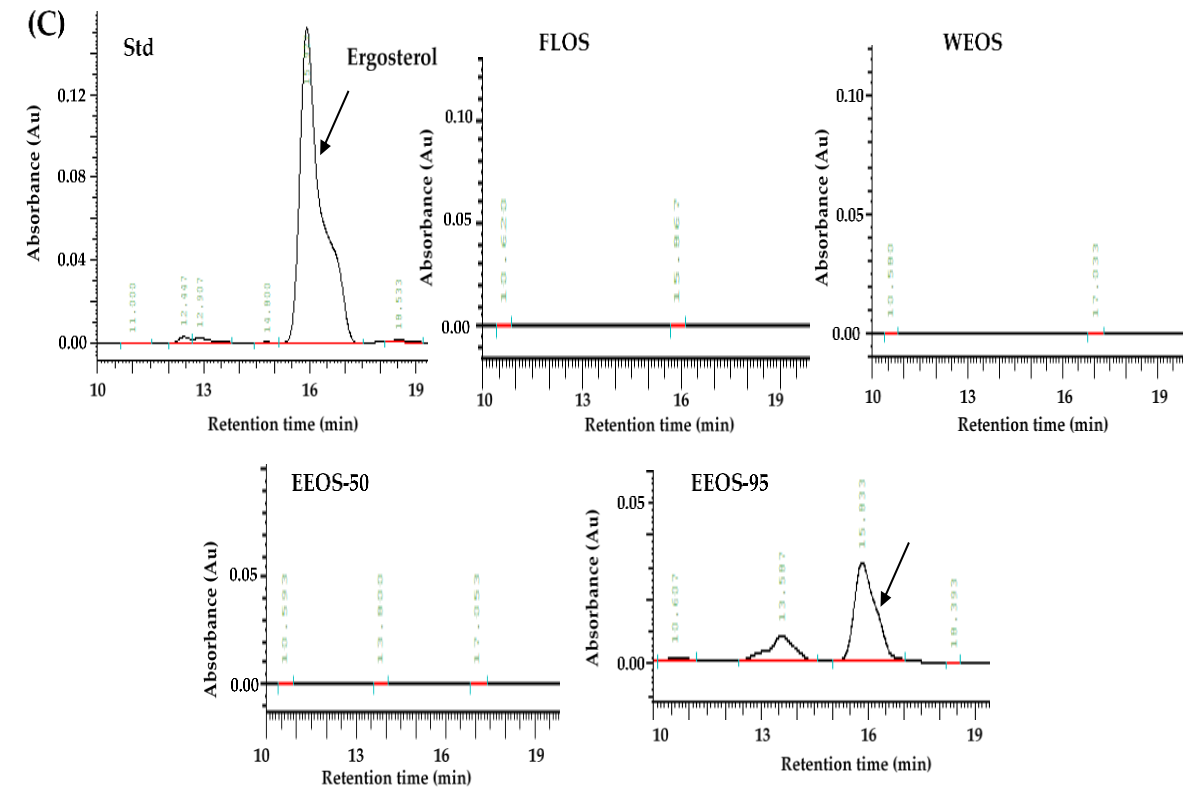 (C)
Std
Ergosterol
Absorbance (Au)
0.12
0.08
0.04
0.00
11.000
12.447
12.907
14.800
18.533
10
13
16
19
Retention time (min)
FLOS
Absorbance (Au)
0.10
0.05
0.00
10.620
15.867
10
13
16
19
Retention time (min)
WEOS
Absorbance (Au)
0.10
0.05
0.00
10.580
17.033
10
13
16
19
Retention time (min)
EEOS-50
Absorbance (Au)
0.05
0.00
10.593
13.800
17.053
10
13
16
19
Retention time (min)
EEOS-95
Absorbance (Au)
0.05
0.00
10.607
13.587
15.833
18.393
10
13
16
19
Retention time (min)